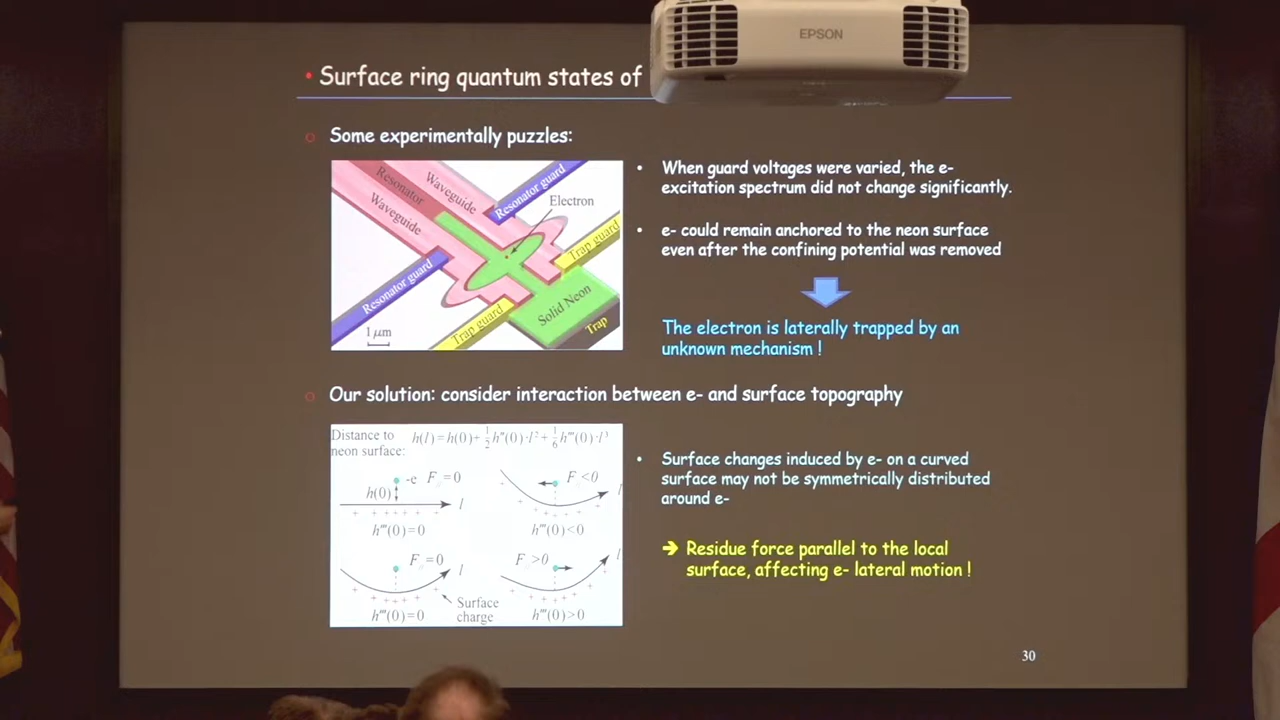 EPSON
• Surface ring quantum states of
o Some experimentally puzzles:
Resonator
Waveguide
Waveguide
Resonator guard
Electron
Trap guard
Resonator guard
Trap guard
Solid Neon
Trap
1 μm
• When guard voltages were varied, the e-
excitation spectrum did not change significantly.
• e- could remain anchored to the neon surface
even after the confining potential was removed
The electron is laterally trapped by an
unknown mechanism !
o Our solution: consider interaction between e- and surface topography
Distance to
neon surface:
h(l)=h(0)+½h''(0)·l²+⅙h'''(0)·l³
-e F =0
h(0)
l
h'''(0)=0
F <0
l
h'''(0)<0
F =0
l
Surface
charge
h'''(0)=0
F >0
l
h'''(0)>0
• Surface changes induced by e- on a curved
surface may not be symmetrically distributed
around e-
➔ Residue force parallel to the local
surface, affecting e- lateral motion !
30